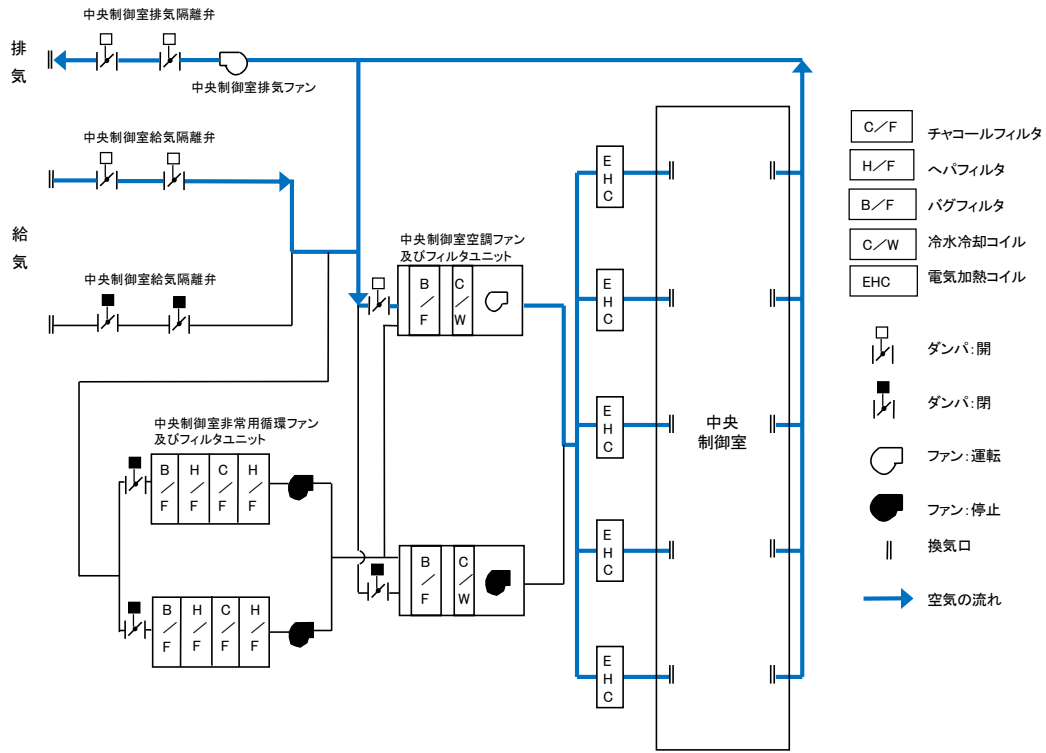 中央制御室排気隔離弁
排
気
中央制御室排気ファン
中央制御室給気隔離弁
給
気
中央制御室給気隔離弁
中央制御室空調ファン
及びフィルタユニット
B/F
C/W
中央制御室非常用循環ファン
及びフィルタユニット
B/F
H/F
C/F
H/F
B/F
H/F
C/F
H/F
B/F
C/W
EHC
EHC
EHC
EHC
EHC
中央
制御室
C/F チャコールフィルタ
H/F ヘパフィルタ
B/F バグフィルタ
C/W 冷水冷却コイル
EHC 電気加熱コイル
ダンパ:開
ダンパ:閉
ファン:運転
ファン:停止
換気口
空気の流れ